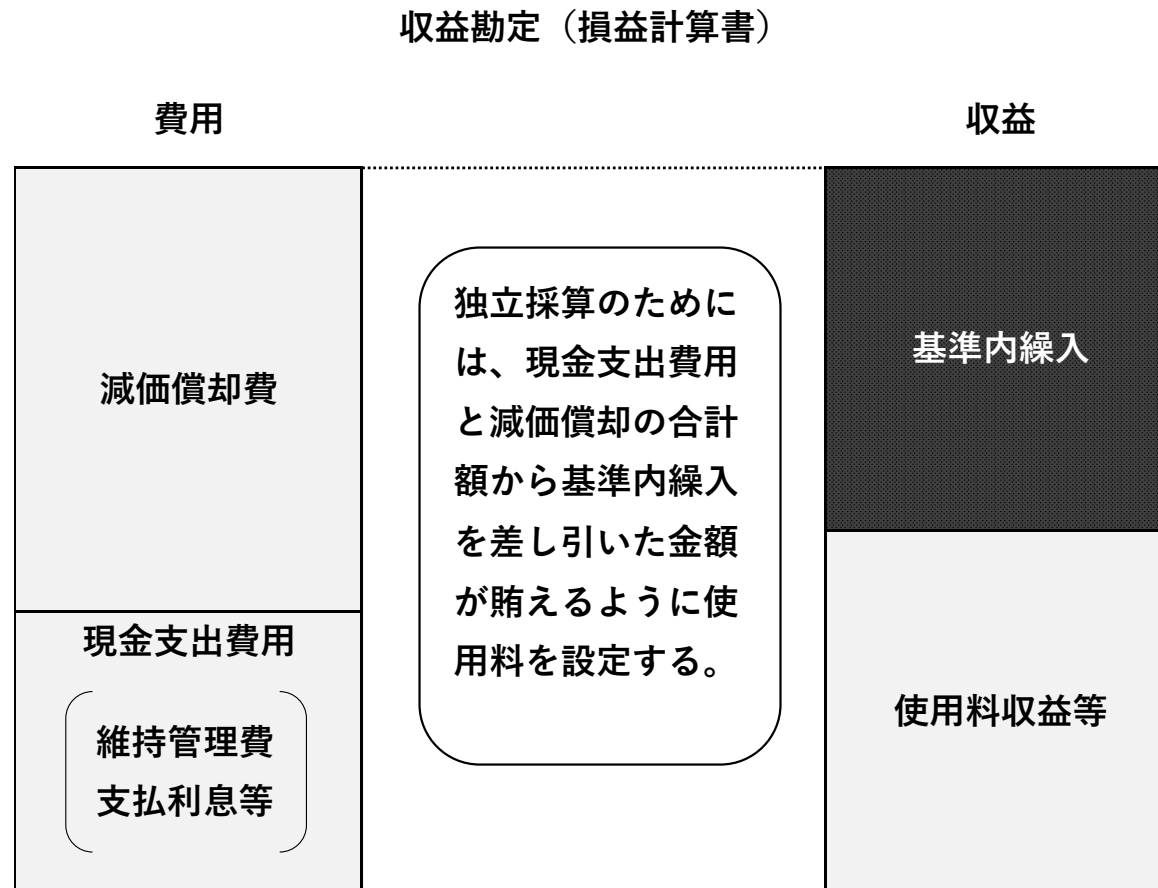 収益勘定（損益計算書）
費用
収益
減価償却費
現金支出費用
維持管理費
支払利息等
独立採算のために
は、現金支出費用
と減価償却の合計
額から基準内繰入
を差し引いた金額
が賄えるように使
用料を設定する。
基準内繰入
使用料収益等